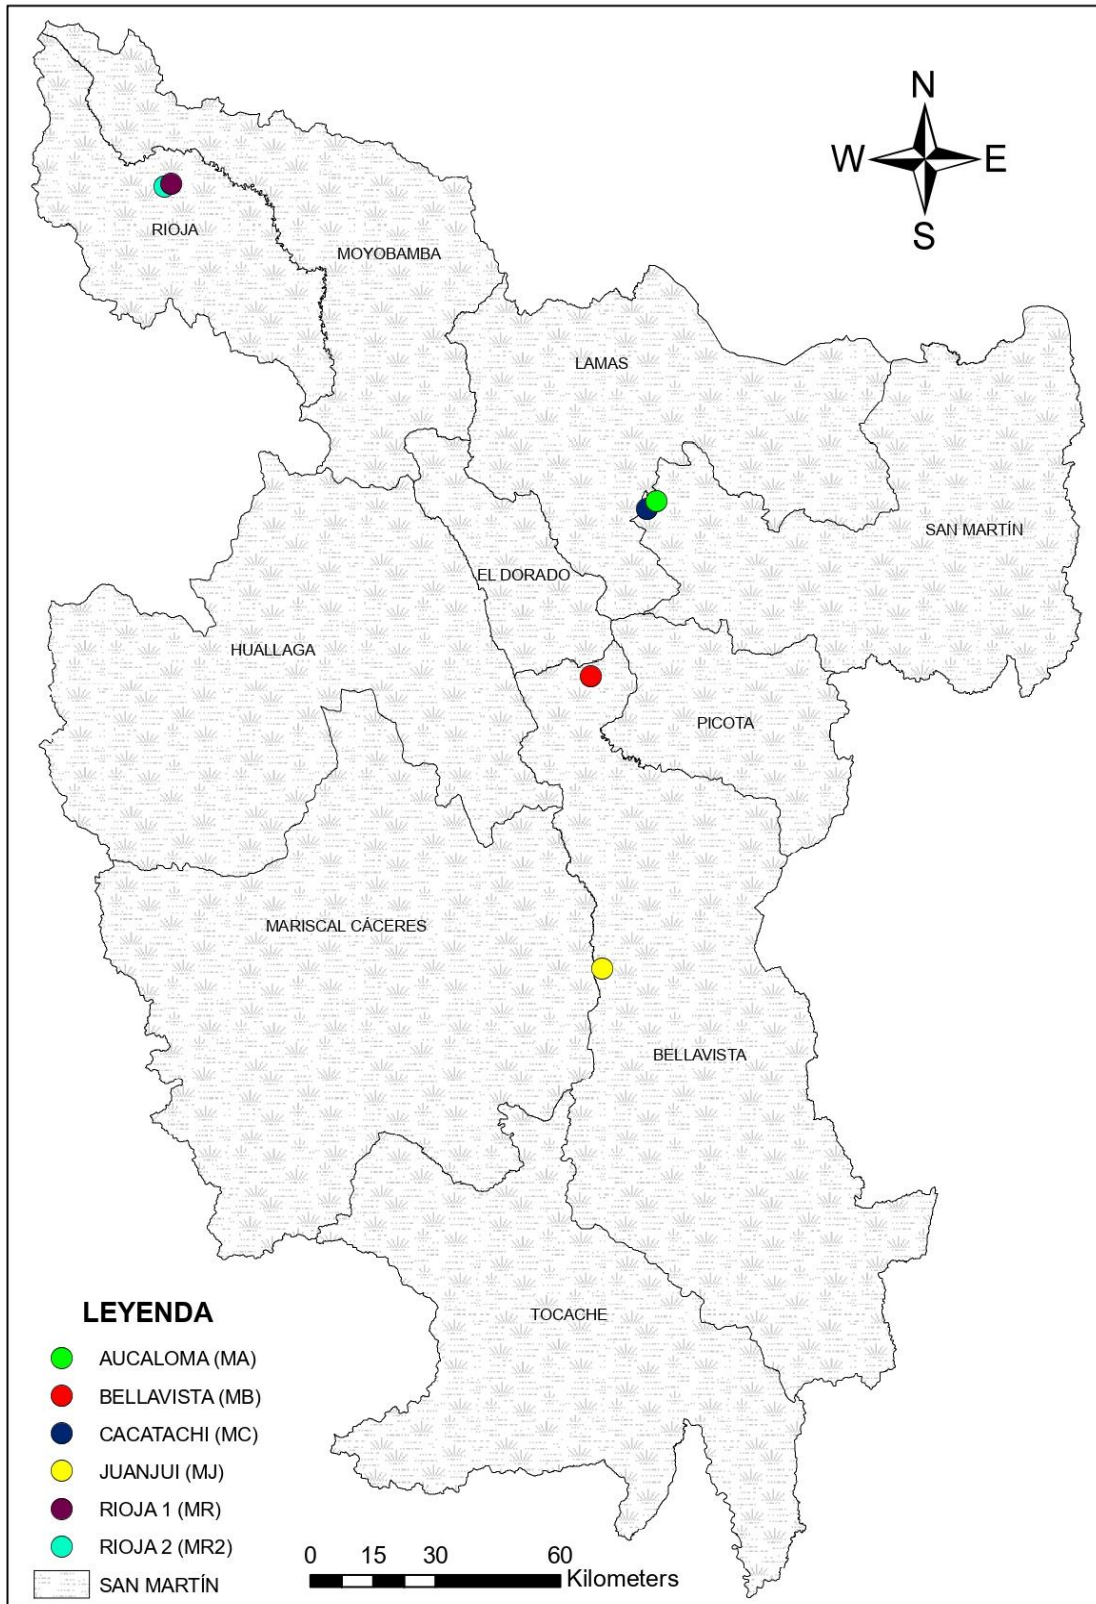 N
W E
S
RIOJA
MOYOBAMBA
LAMAS
SAN MARTÍN
EL DORADO
HUALLAGA
PICOTA
MARISCAL CÁCERES
BELLAVISTA
TOCACHE
LEYENDA
AUCALOMA (MA)
BELLAVISTA (MB)
CACATACHI (MC)
JUANJUI (MJ)
RIOJA 1 (MR)
RIOJA 2 (MR2)
SAN MARTÍN
0 15 30 60
Kilometers